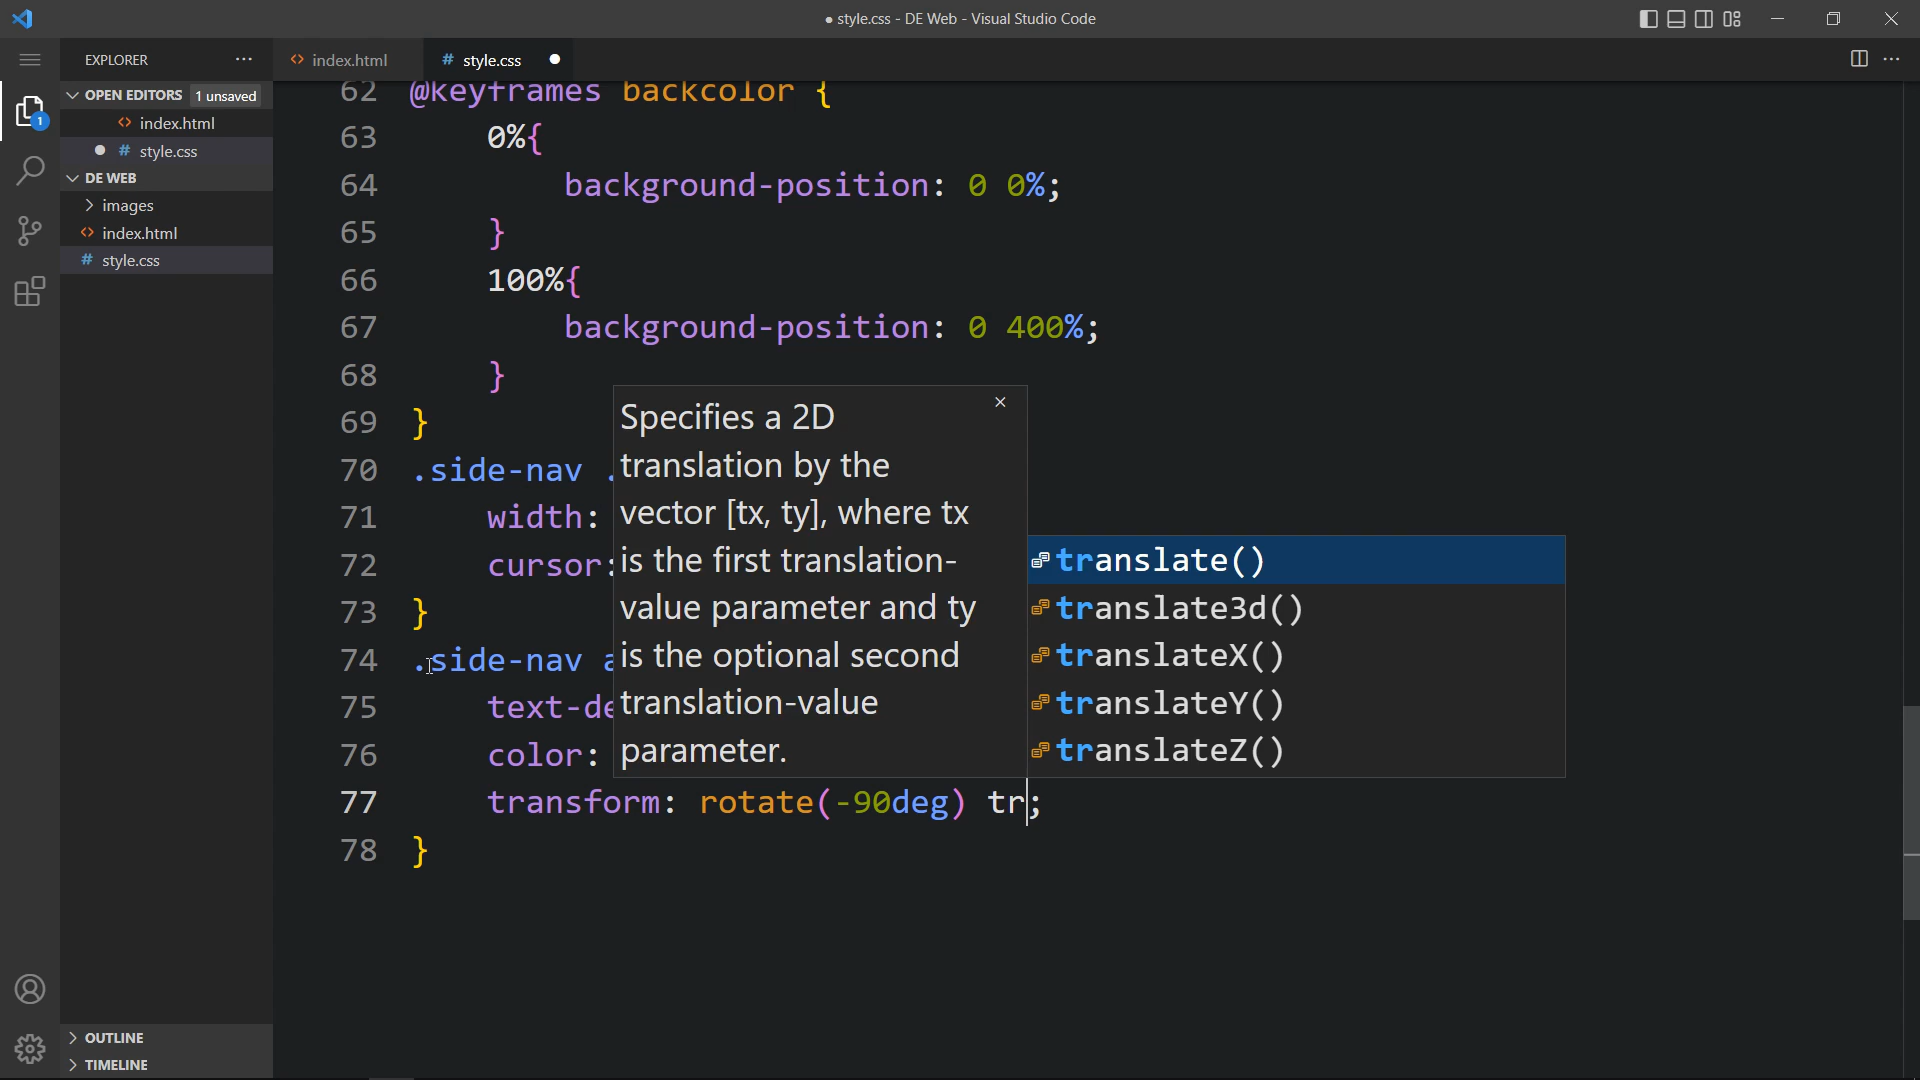 ● style.css - DE Web - Visual Studio Code
EXPLORER
OPEN EDITORS 1 unsaved
<> index.html
● # style.css
DE WEB
images
<> index.html
# style.css
OUTLINE
TIMELINE
1
<> index.html
# style.css ●
62 @keyframes backcolor {
63 0%{
64 background-position: 0 0%;
65 }
66 100%{
67 background-position: 0 400%;
68 }
69 }
70 .side-nav .
71 width:
72 cursor:
73 }
74 .side-nav a
75 text-de
76 color:
77 transform: rotate(-90deg) tr;
78 }
Specifies a 2D
translation by the
vector [tx, ty], where tx
is the first translation-
value parameter and ty
is the optional second
translation-value
parameter.
translate()
translate3d()
translateX()
translateY()
translateZ()